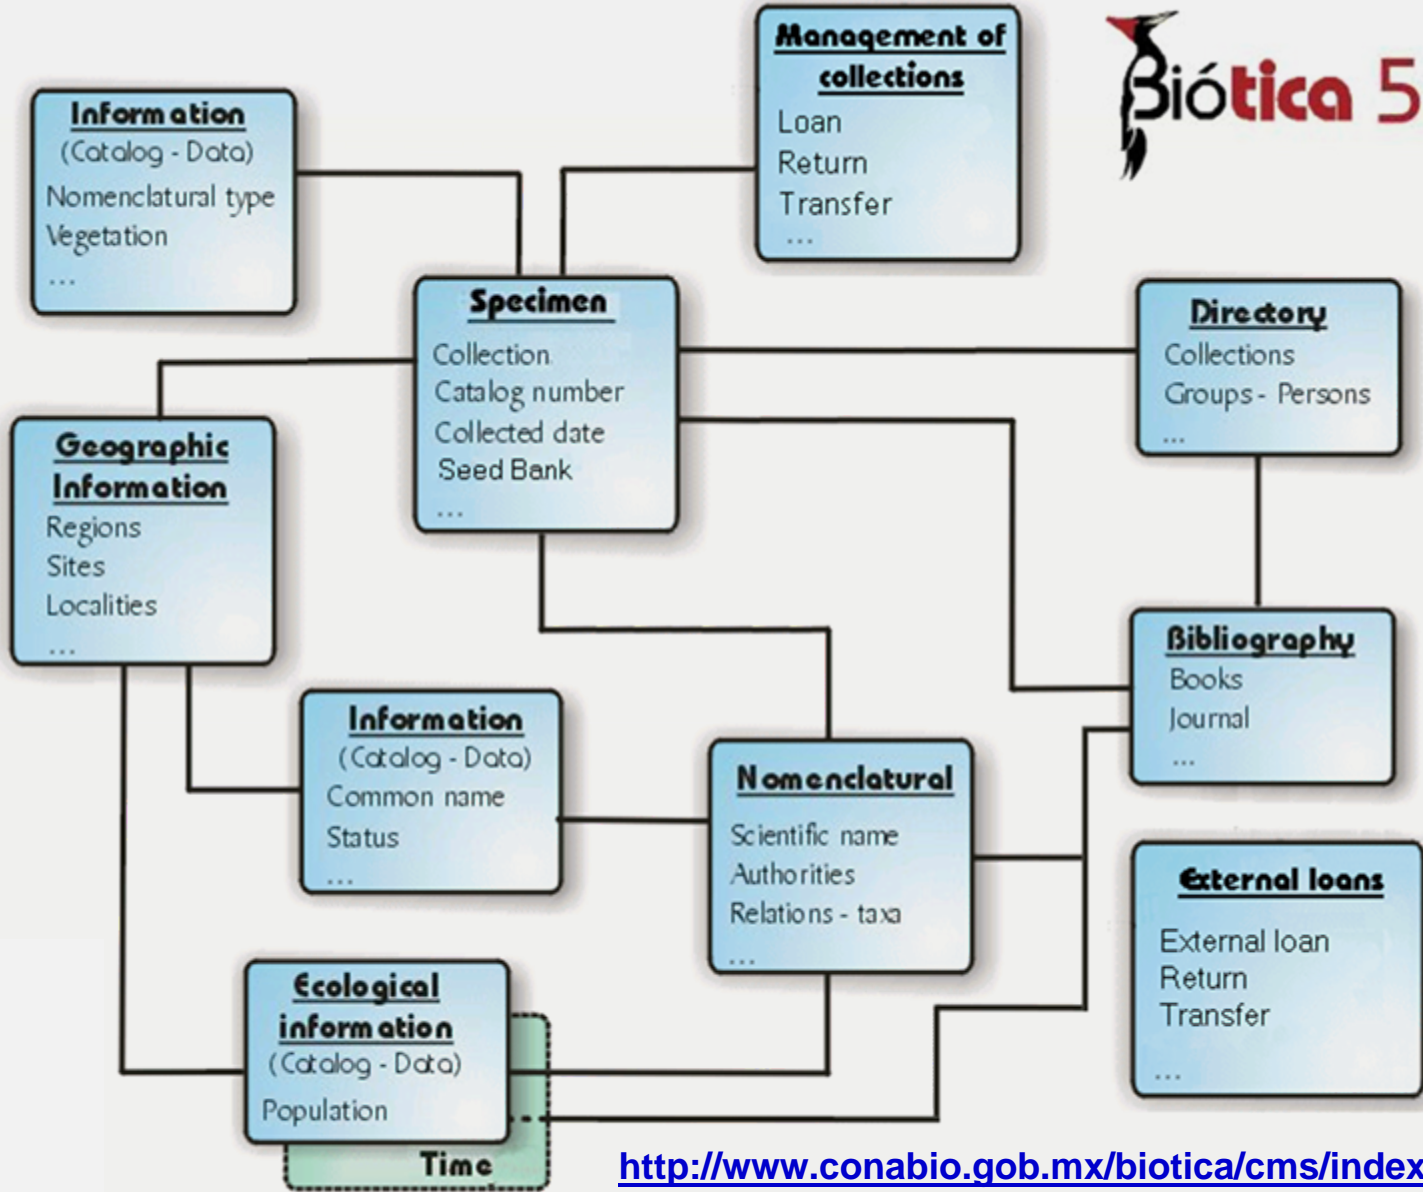 Management of
collections
Loan
Return
Transfer
...
Biótica 5
Information
(Catalog - Data)
Nomenclatural type
Vegetation
...
Specimen
Collection
Catalog number
Collected date
Seed Bank
...
Directory
Collections
Groups - Persons
...
Geographic
Information
Regions
Sites
Localities
...
Bibliography
Books
Journal
...
Information
(Catalog - Data)
Common name
Status
...
Nomenclatural
Scientific name
Authorities
Relations - taxa
...
External loans
External loan
Return
Transfer
...
Ecological
information
(Catalog - Data)
Population
Time
http://www.conabio.gob.mx/biotica/cms/index